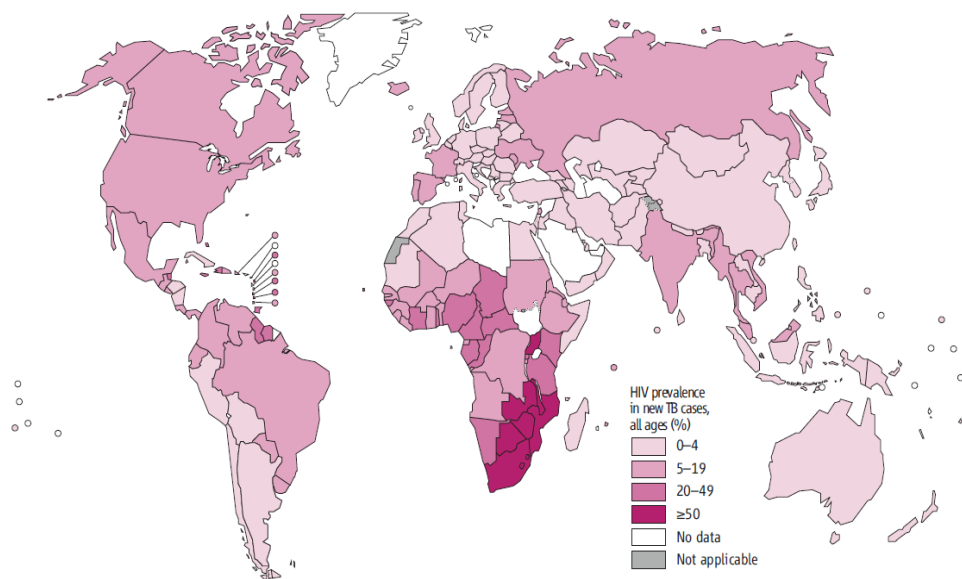 HIV prevalence
in new TB cases,
all ages (%)
0–4
5–19
20–49
≥50
No data
Not applicable